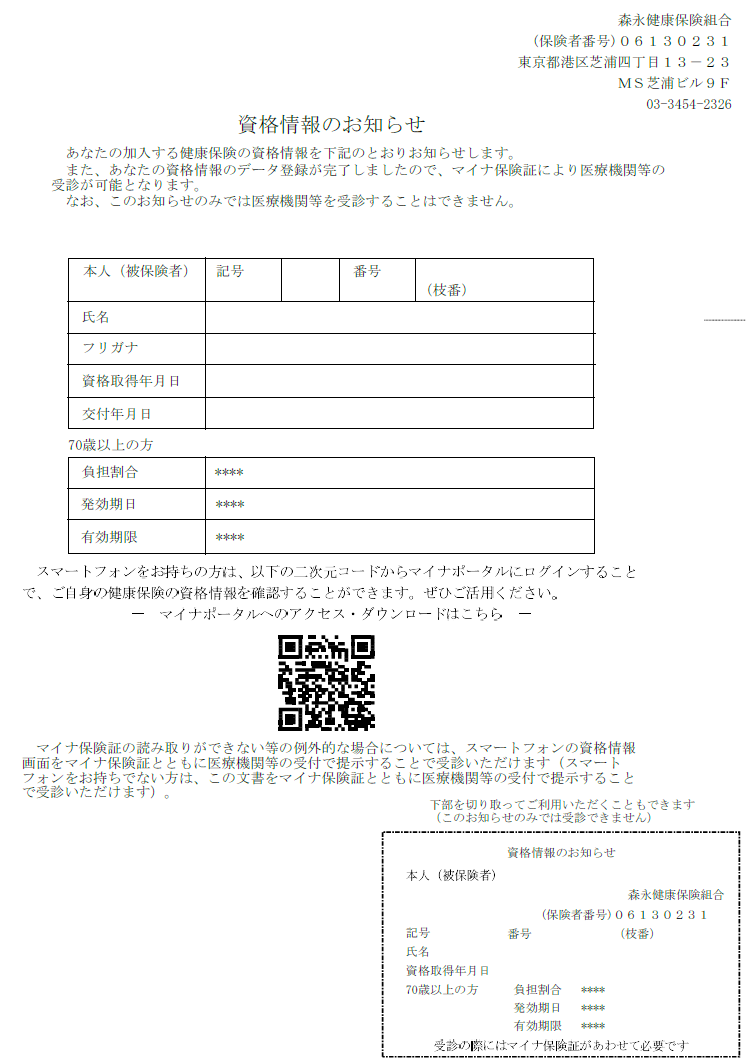 森永健康保険組合
(保険者番号)０６１３０２３１
東京都港区芝浦四丁目１３－２３
ＭＳ芝浦ビル９Ｆ
03-3454-2326
資格情報のお知らせ
あなたの加入する健康保険の資格情報を下記のとおりお知らせします。
また、あなたの資格情報のデータ登録が完了しましたので、マイナ保険証により医療機関等の
受診が可能となります。
なお、このお知らせのみでは医療機関等を受診することはできません。
本人（被保険者） 記号 番号
（枝番）
氏名
フリガナ
資格取得年月日
交付年月日
70歳以上の方
負担割合 ****
発効期日 ****
有効期限 ****
スマートフォンをお持ちの方は、以下の二次元コードからマイナポータルにログインすること
で、ご自身の健康保険の資格情報を確認することができます。ぜひご活用ください。
― マイナポータルへのアクセス・ダウンロードはこちら ―
マイナ保険証の読み取りができない等の例外的な場合については、スマートフォンの資格情報
画面をマイナ保険証とともに医療機関等の受付で提示することで受診いただけます（スマート
フォンをお持ちでない方は、この文書をマイナ保険証とともに医療機関等の受付で提示すること
で受診いただけます）。
下部を切り取ってご利用いただくこともできます
（このお知らせのみでは受診できません）
資格情報のお知らせ
本人（被保険者）
森永健康保険組合
(保険者番号)０６１３０２３１
記号 番号 （枝番）
氏名
資格取得年月日
70歳以上の方 負担割合 ****
発効期日 ****
有効期限 ****
受診の際にはマイナ保険証があわせて必要です